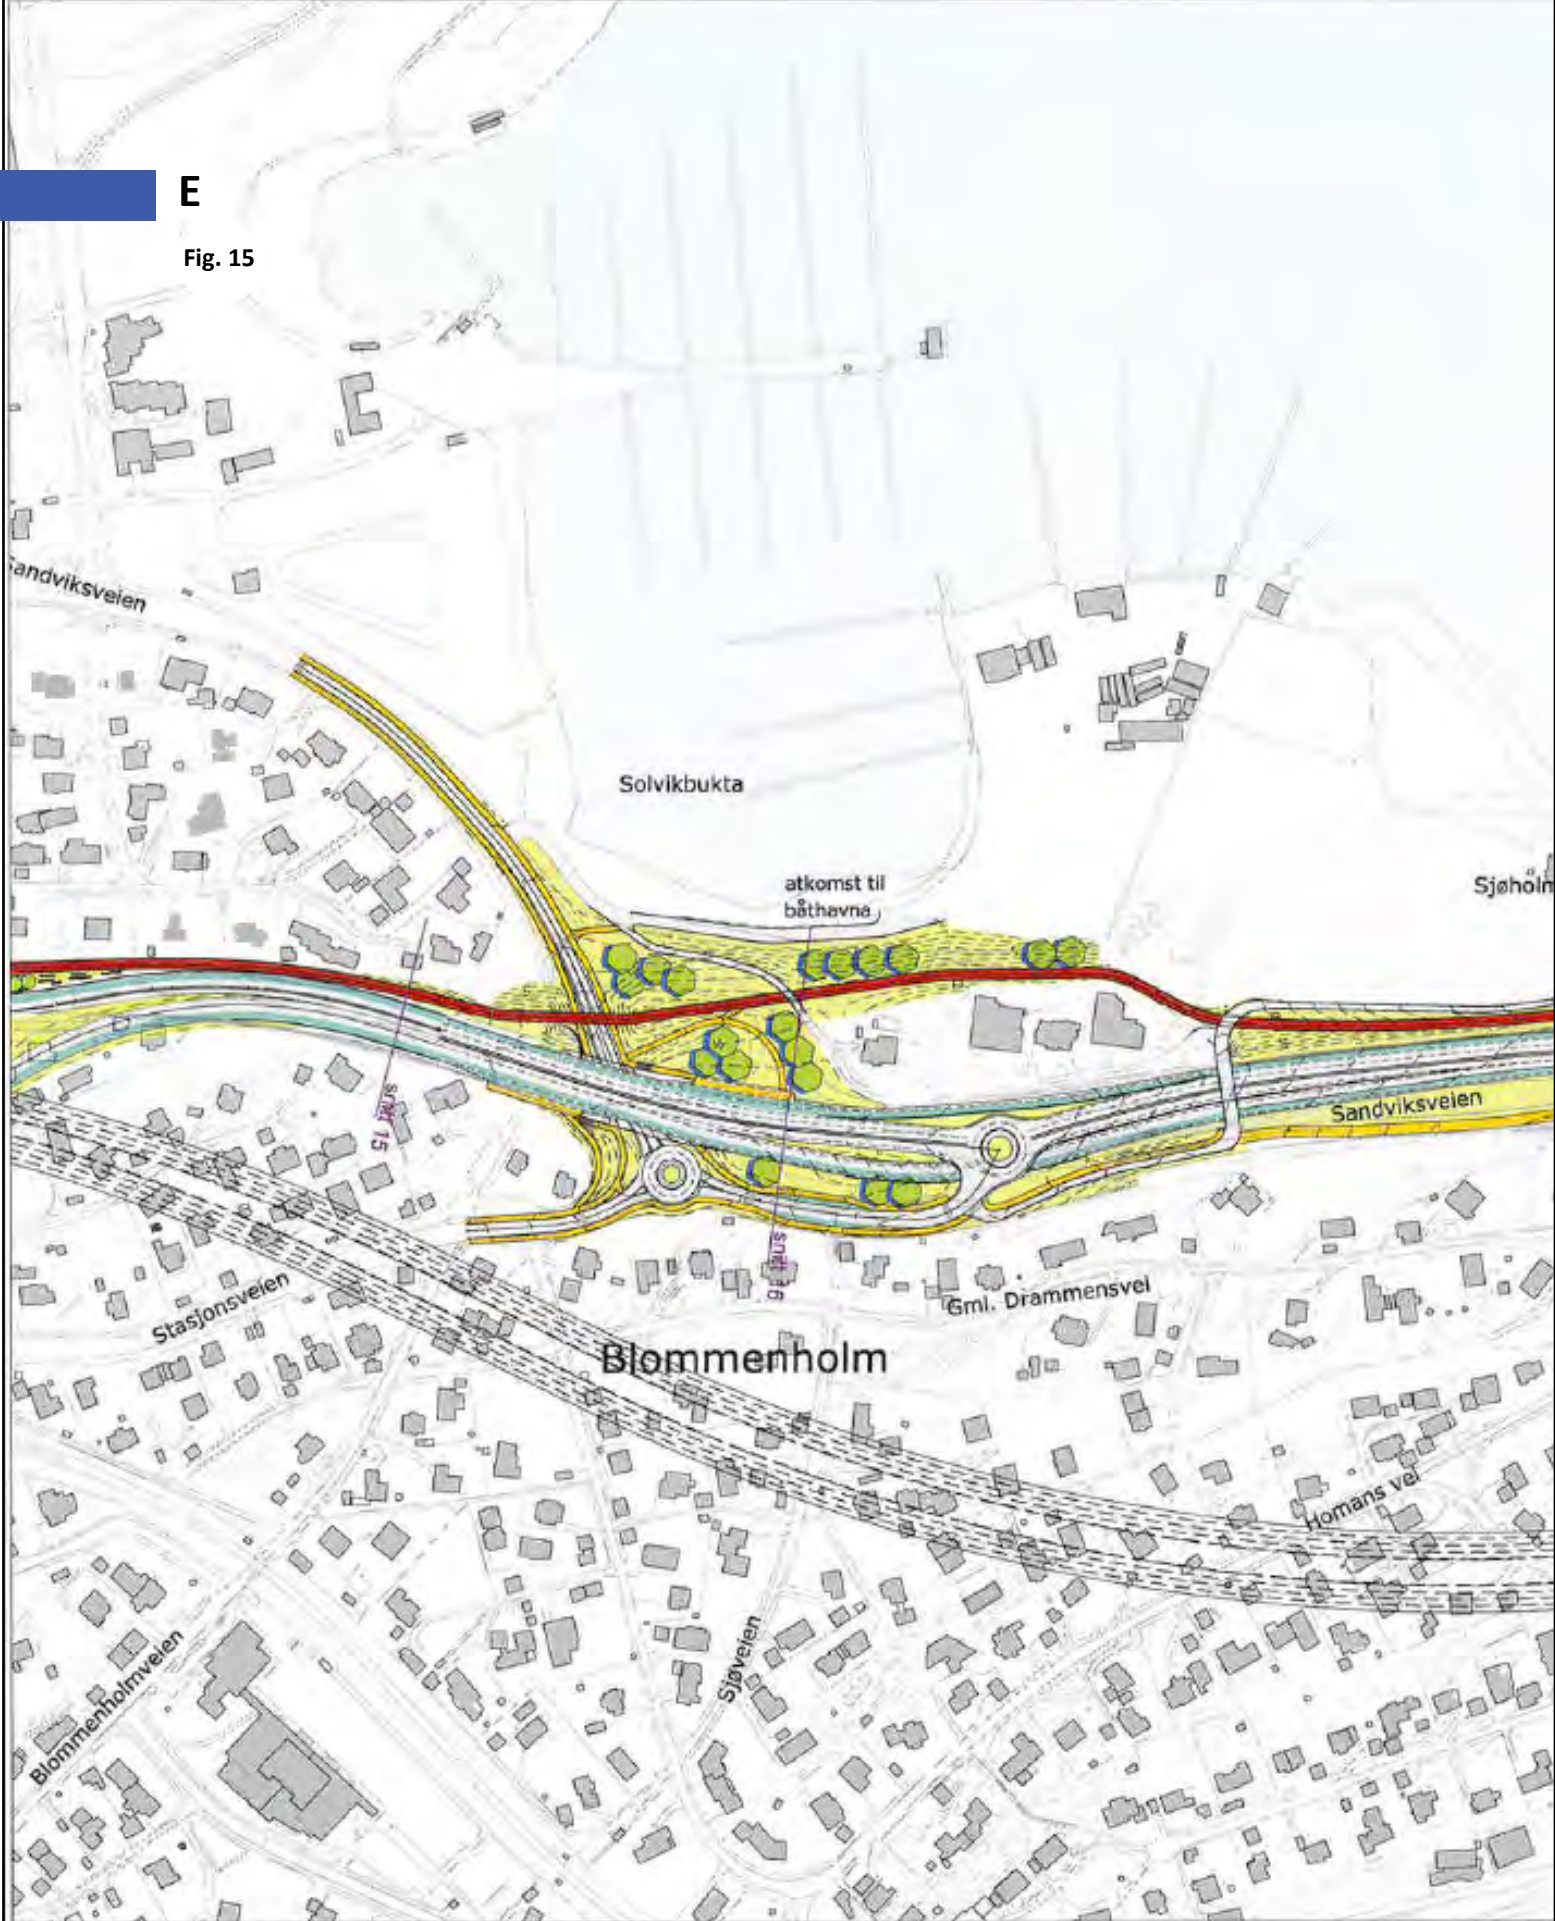 E
Fig. 15
Sandviksveien
Solvikbukta
atkomst til
båthavna
Sjøholm
snitt 15
Sandviksveien
snitt 16
Stasjonsveien
Gml. Drammensvei
Blommenholm
Homans vei
Sjøveien
Blommenholmveien